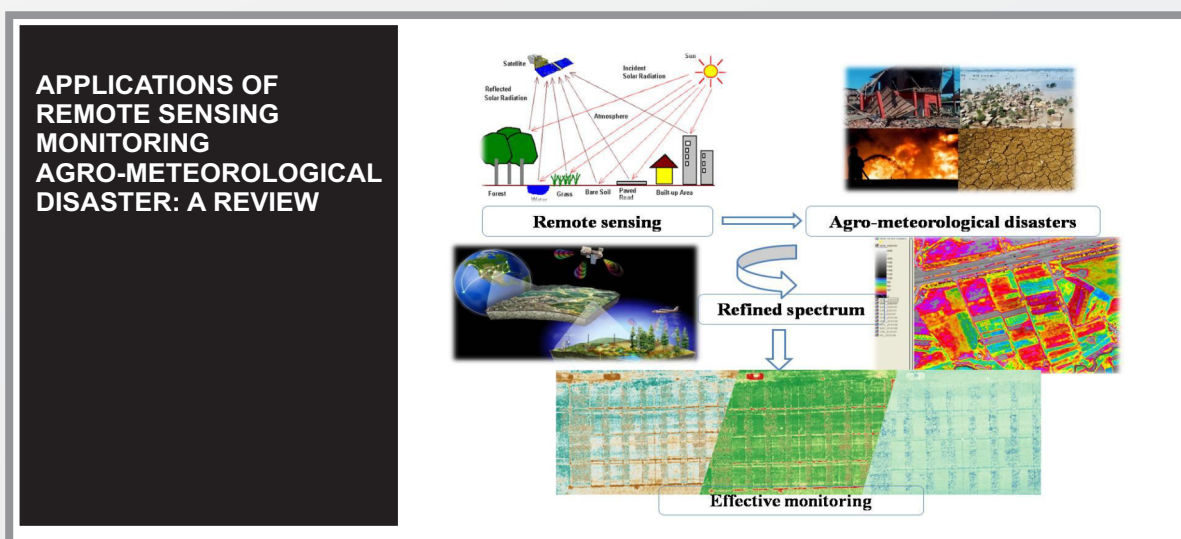 APPLICATIONS OF
REMOTE SENSING
MONITORING
AGRO-METEOROLOGICAL
DISASTER: A REVIEW
Satellite
Sun
Incident
Solar Radiation
Reflected
Solar Radiation
Atmosphere
Forest
Water
Grass
Bare Soil
Paved
Road
Built-up Area
Remote sensing
Agro-meteorological disasters
Refined spectrum
Effective monitoring